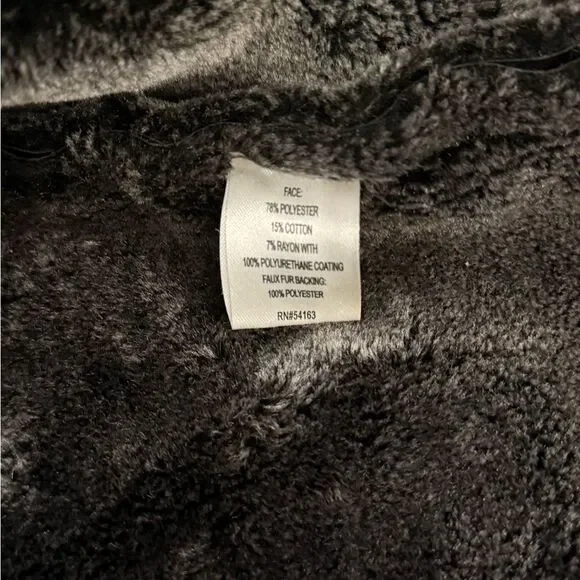 FACE:
78% POLYESTER
15% COTTON
7% RAYON WITH
100% POLYURETHANE COATING
FAUX FUR BACKING:
100% POLYESTER
RN#54163